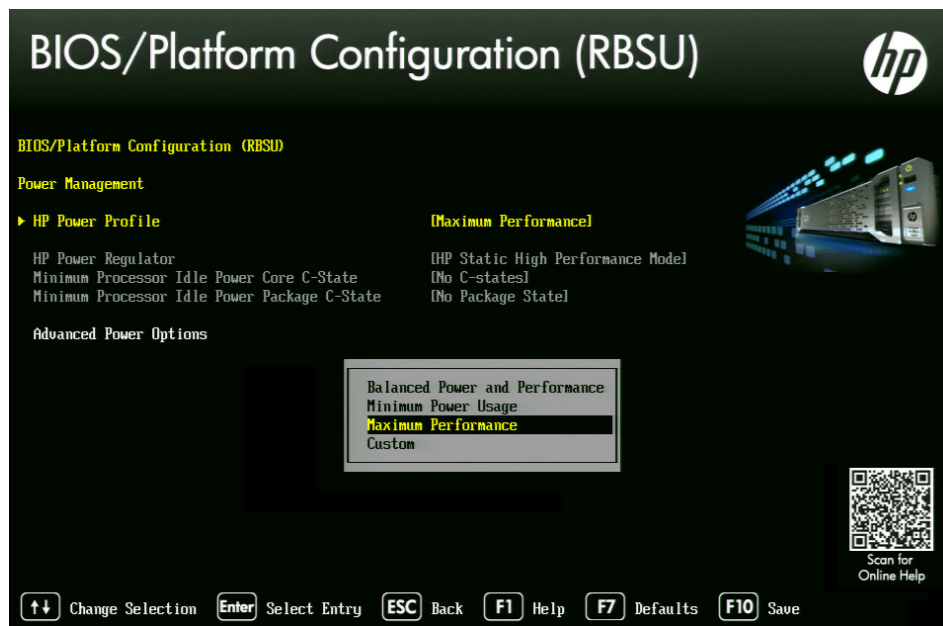 BIOS/Platform Configuration (RBSU)
hp
BIOS/Platform Configuration (RBSU)
Power Management
HP Power Profile [Maximum Performance]
HP Power Regulator [HP Static High Performance Mode]
Minimum Processor Idle Power Core C-State [No C-states]
Minimum Processor Idle Power Package C-State [No Package State]
Advanced Power Options
Balanced Power and Performance
Minimum Power Usage
Maximum Performance
Custom
Scan for
Online Help
↑↓ Change Selection Enter Select Entry ESC Back F1 Help F7 Defaults F10 Save